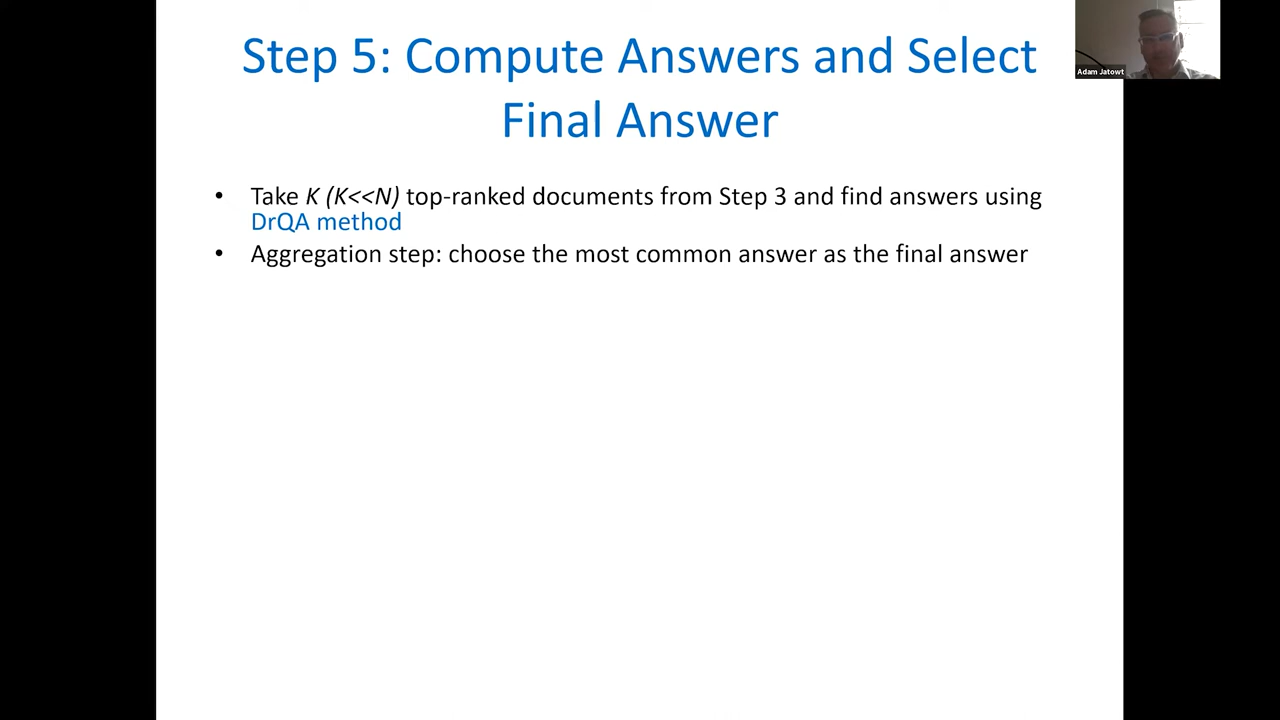 Step 5: Compute Answers and Select
Final Answer
• Take K (K<<N) top-ranked documents from Step 3 and find answers using
DrQA method
• Aggregation step: choose the most common answer as the final answer
Adam Jatowt